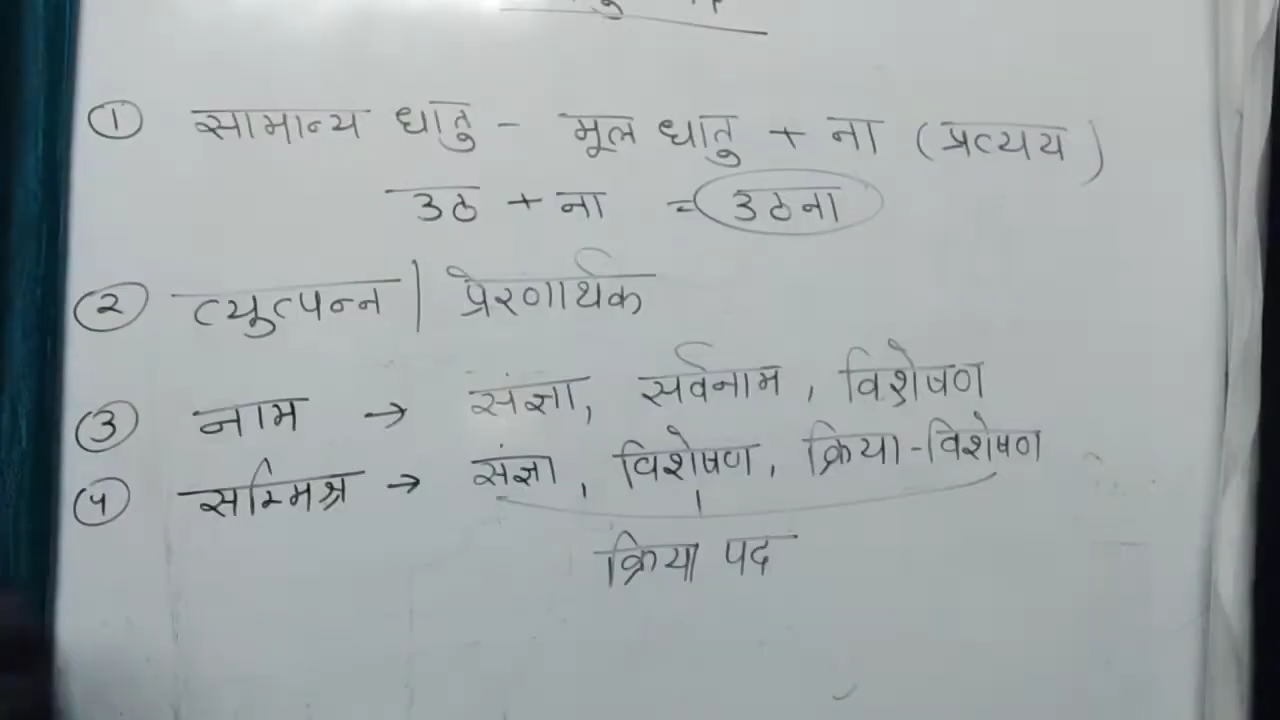 ① सामान्य धातु - मूल धातु + ना (प्रत्यय)
उठ + ना = उठना
② व्युत्पन्न | प्रेरणार्थक
③ नाम → संज्ञा, सर्वनाम, विशेषण
④ सम्मिश्र → संज्ञा, विशेषण, क्रिया-विशेषण
क्रिया पद